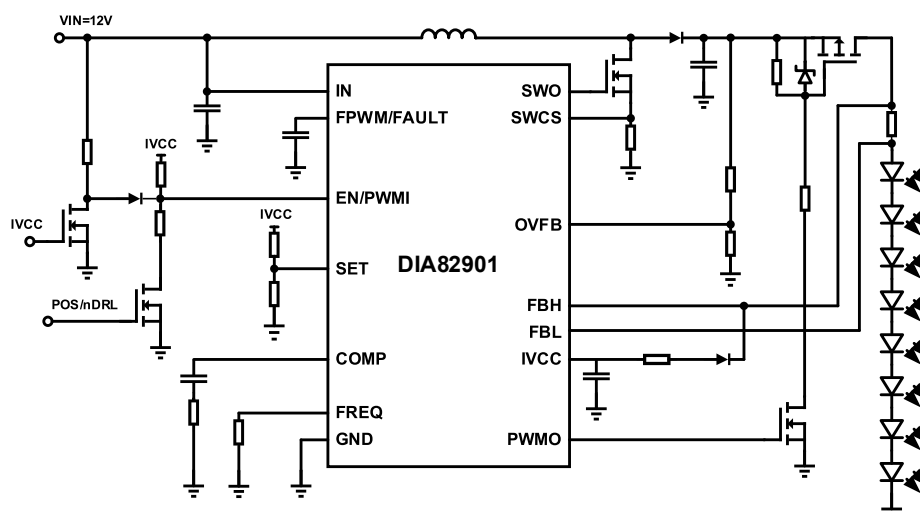 VIN=12V
IN
SWO
FPWM/FAULT
SWCS
IVCC
EN/PWMI
IVCC
IVCC
OVFB
SET
DIA82901
POS/nDRL
FBH
FBL
COMP
IVCC
FREQ
GND
PWMO